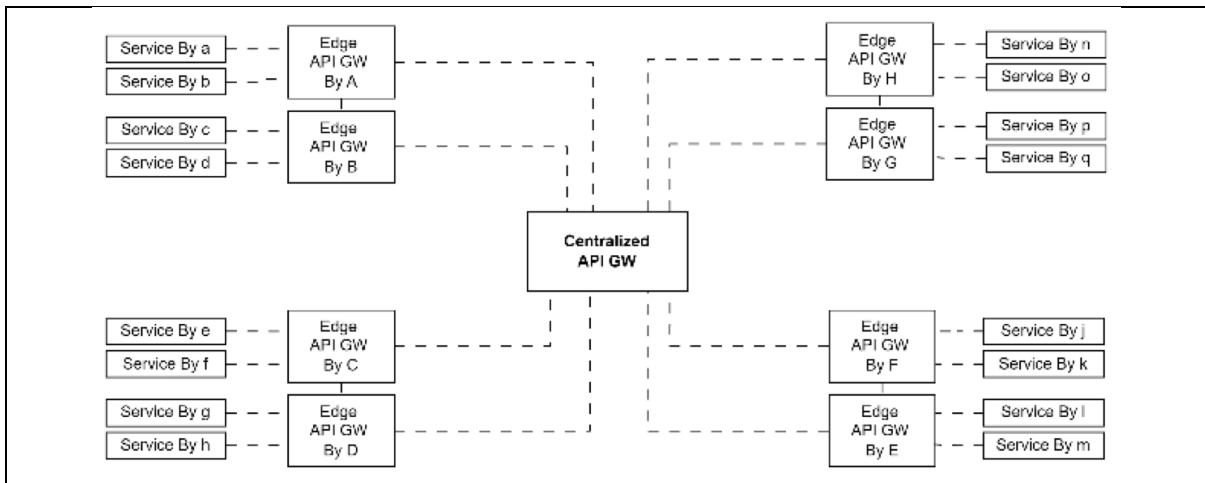 Service By a
Service By b
Edge
API GW
By A
Service By c
Service By d
Edge
API GW
By B
Edge
API GW
By H
Service By n
Service By o
Edge
API GW
By G
Service By p
Service By q
Centralized
API GW
Service By e
Service By f
Edge
API GW
By C
Service By g
Service By h
Edge
API GW
By D
Edge
API GW
By F
Service By j
Service By k
Edge
API GW
By E
Service By l
Service By m